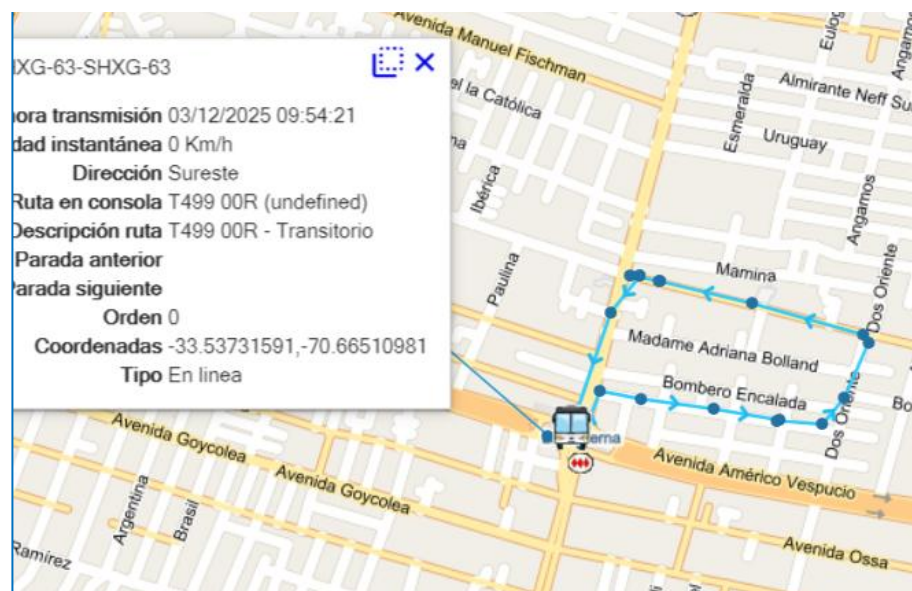 IXG-63-SHXG-63
hora transmisión 03/12/2025 09:54:21
dad instantánea 0 Km/h
Dirección Sureste
Ruta en consola T499 00R (undefined)
Descripción ruta T499 00R - Transitorio
Parada anterior
Parada siguiente
Orden 0
Coordenadas -33.53731591,-70.66510981
Tipo En linea
Avenida Manuel Fischman
el la Católica
na
Ibérica
Paulina
Esmeralda
Eulog
Angamos
Almirante Neff Su
Uruguay
Angamos
Mamina
Dos Oriente
Madame Adriana Bolland
Bombero Encalada
Dos Oriente
Bo
erna
Avenida Américo Vespucio
Avenida Goycolea
Avenida Goycolea
Argentina
Brasil
Ramírez
Avenida Ossa